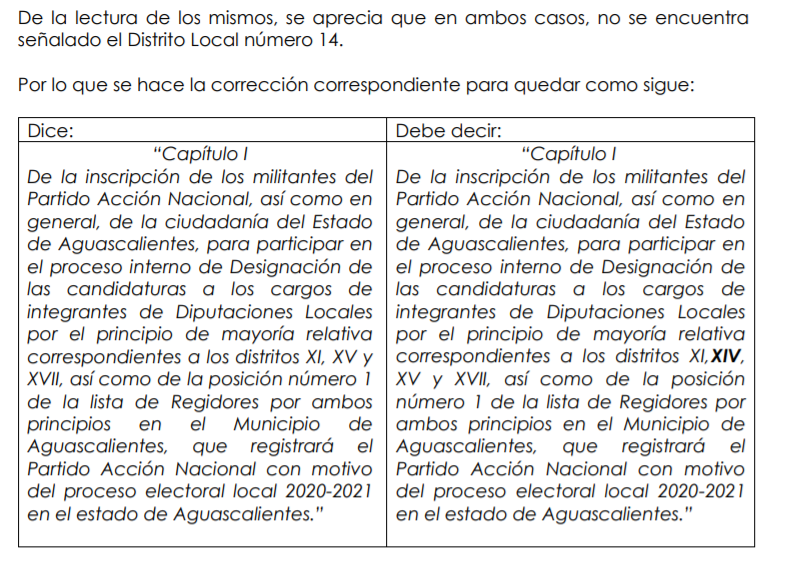 De la lectura de los mismos, se aprecia que en ambos casos, no se encuentra
señalado el Distrito Local número 14.
Por lo que se hace la corrección correspondiente para quedar como sigue:
Dice:
“Capítulo I
De la inscripción de los militantes del
Partido Acción Nacional, así como en
general, de la ciudadanía del Estado
de Aguascalientes, para participar en
el proceso interno de Designación de
las candidaturas a los cargos de
integrantes de Diputaciones Locales
por el principio de mayoría relativa
correspondientes a los distritos XI, XV y
XVII, así como de la posición número 1
de la lista de Regidores por ambos
principios en el Municipio de
Aguascalientes, que registrará el
Partido Acción Nacional con motivo
del proceso electoral local 2020-2021
en el estado de Aguascalientes.”
Debe decir:
“Capítulo I
De la inscripción de los militantes del
Partido Acción Nacional, así como en
general, de la ciudadanía del Estado
de Aguascalientes, para participar en
el proceso interno de Designación de
las candidaturas a los cargos de
integrantes de Diputaciones Locales
por el principio de mayoría relativa
correspondientes a los distritos XI, XIV,
XV y XVII, así como de la posición
número 1 de la lista de Regidores por
ambos principios en el Municipio de
Aguascalientes, que registrará el
Partido Acción Nacional con motivo
del proceso electoral local 2020-2021
en el estado de Aguascalientes.”